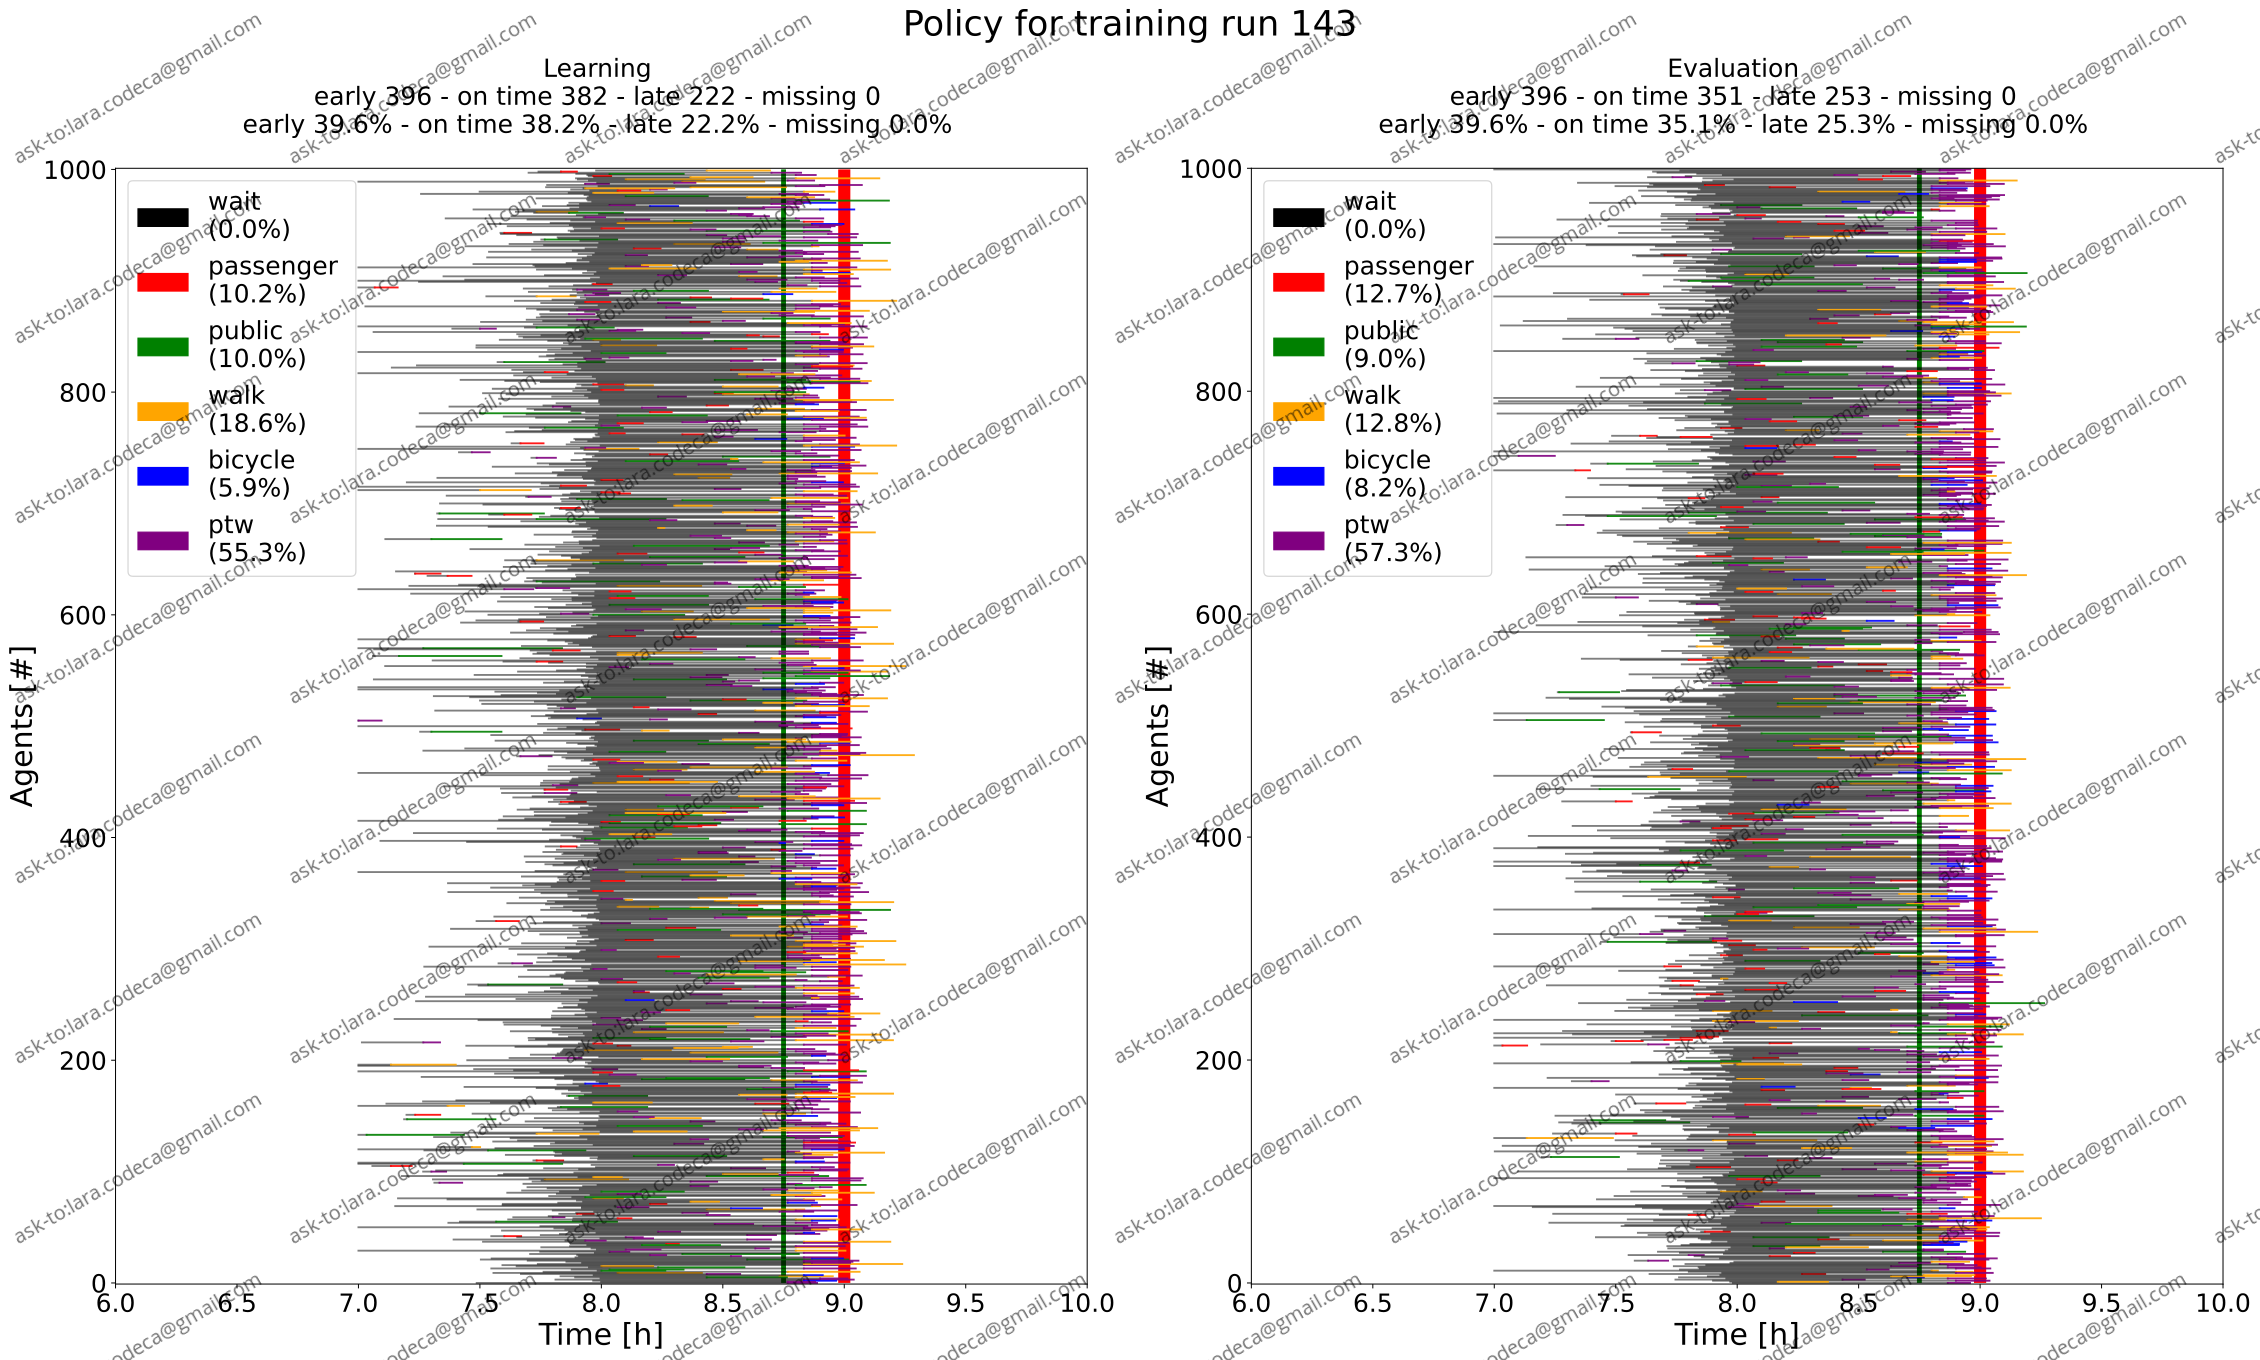 Policy for training run 143
Learning
early 396 - on time 382 - late 222 - missing 0
early 39.6% - on time 38.2% - late 22.2% - missing 0.0%
Evaluation
early 396 - on time 351 - late 253 - missing 0
early 39.6% - on time 35.1% - late 25.3% - missing 0.0%
Agents [#]
1000
800
600
400
200
0
wait
(0.0%)
passenger
(10.2%)
public
(10.0%)
walk
(18.6%)
bicycle
(5.9%)
ptw
(55.3%)
6.0 6.5 7.0 7.5 8.0 8.5 9.0 9.5 10.0
Time [h]
Agents [#]
1000
800
600
400
200
0
wait
(0.0%)
passenger
(12.7%)
public
(9.0%)
walk
(12.8%)
bicycle
(8.2%)
ptw
(57.3%)
6.0 6.5 7.0 7.5 8.0 8.5 9.0 9.5 10.0
Time [h]
ask-to:lara.codeca@gmail.com